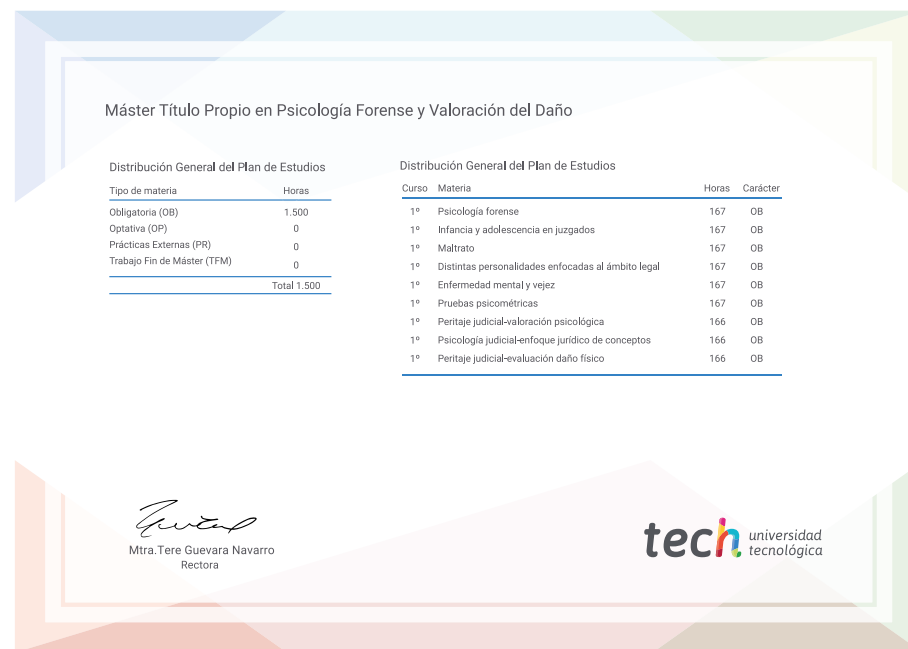 Máster Título Propio en Psicología Forense y Valoración del Daño
Distribución General del Plan de Estudios
Tipo de materia Horas
Obligatoria (OB) 1.500
Optativa (OP) 0
Prácticas Externas (PR) 0
Trabajo Fin de Máster (TFM) 0
Total 1.500
Distribución General del Plan de Estudios
Curso Materia Horas Carácter
1º Psicología forense 167 OB
1º Infancia y adolescencia en juzgados 167 OB
1º Maltrato 167 OB
1º Distintas personalidades enfocadas al ámbito legal 167 OB
1º Enfermedad mental y vejez 167 OB
1º Pruebas psicométricas 167 OB
1º Peritaje judicial-valoración psicológica 166 OB
1º Psicología judicial-enfoque jurídico de conceptos 166 OB
1º Peritaje judicial-evaluación daño físico 166 OB
Mtra.Tere Guevara Navarro
Rectora
tech universidad
tecnológica